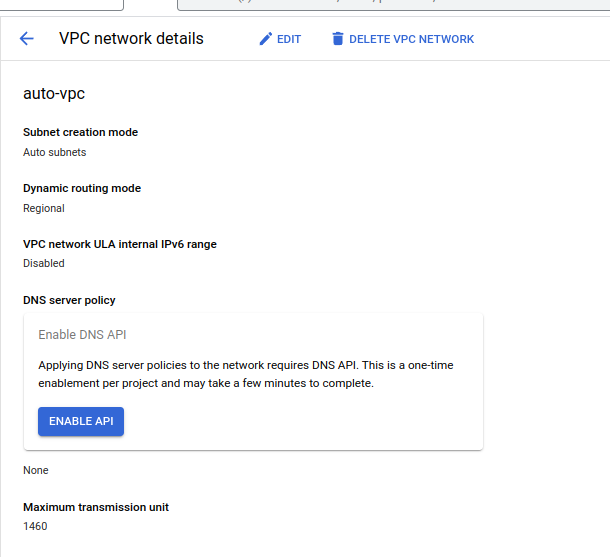 VPC network details
EDIT
DELETE VPC NETWORK
auto-vpc
Subnet creation mode
Auto subnets
Dynamic routing mode
Regional
VPC network ULA internal IPv6 range
Disabled
DNS server policy
Enable DNS API
Applying DNS server policies to the network requires DNS API. This is a one-time
enablement per project and may take a few minutes to complete.
ENABLE API
None
Maximum transmission unit
1460